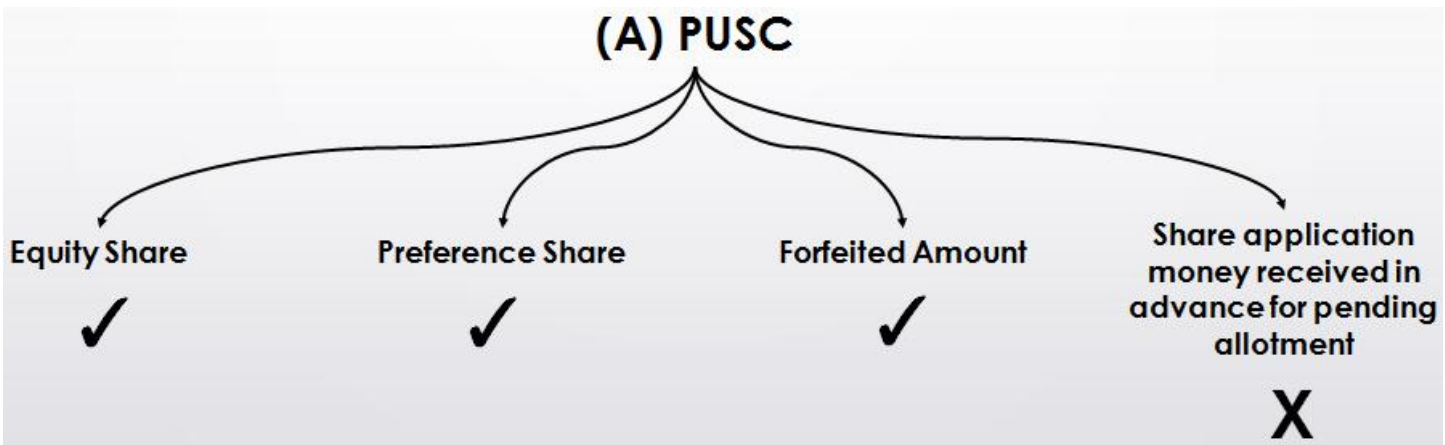 (A) PUSC
Equity Share
✓
Preference Share
✓
Forfeited Amount
✓
Share application
money received in
advance for pending
allotment
X